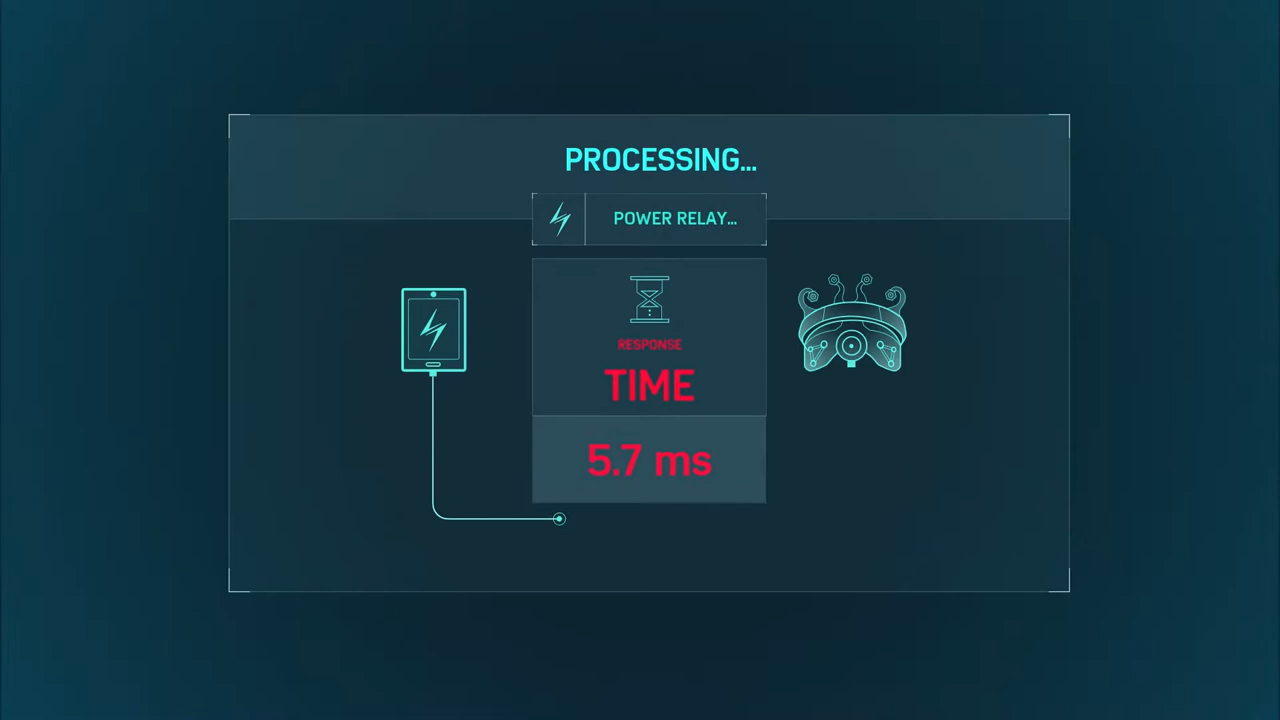 PROCESSING...
POWER RELAY...
RESPONSE
TIME
5.7 ms